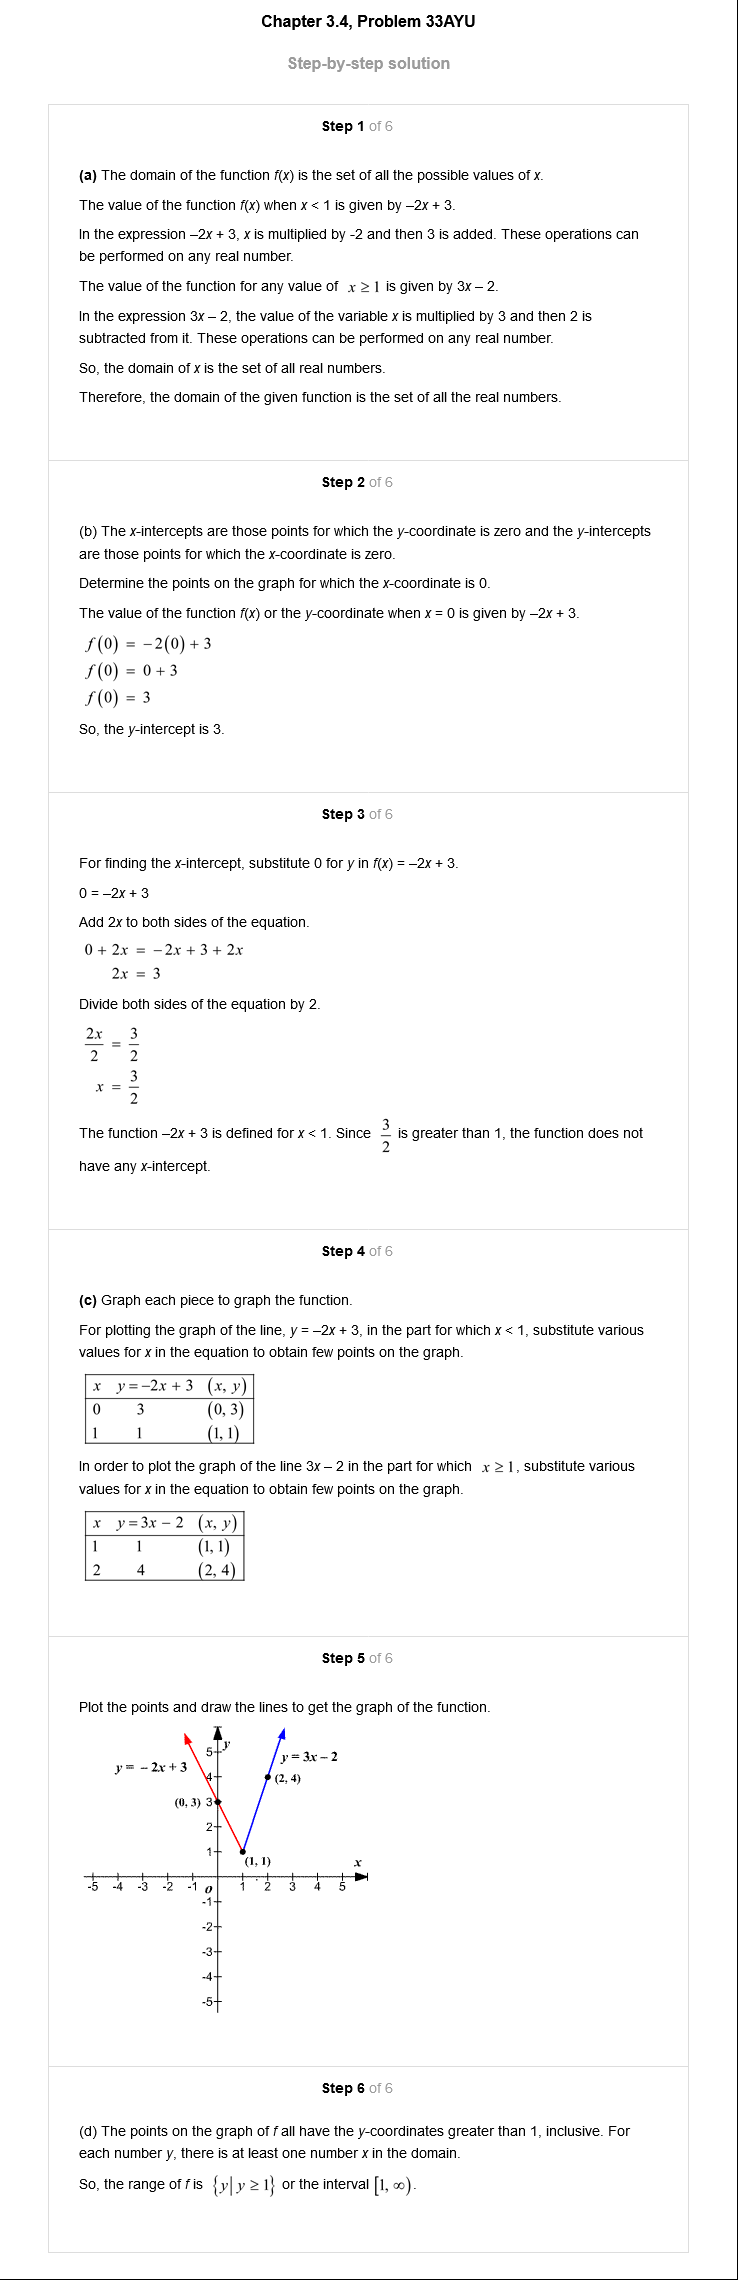 Chapter 3.4, Problem 33AYU
Step-by-step solution
Step 1 of 6
(a) The domain of the function f(x) is the set of all the possible values of x.
The value of the function f(x) when x < 1 is given by –2x + 3.
In the expression –2x + 3, x is multiplied by -2 and then 3 is added. These operations can
be performed on any real number.
The value of the function for any value of x ≥ 1 is given by 3x – 2.
In the expression 3x – 2, the value of the variable x is multiplied by 3 and then 2 is
subtracted from it. These operations can be performed on any real number.
So, the domain of x is the set of all real numbers.
Therefore, the domain of the given function is the set of all the real numbers.
Step 2 of 6
(b) The x-intercepts are those points for which the y-coordinate is zero and the y-intercepts
are those points for which the x-coordinate is zero.
Determine the points on the graph for which the x-coordinate is 0.
The value of the function f(x) or the y-coordinate when x = 0 is given by –2x + 3.
f(0) = -2(0) + 3
f(0) = 0 + 3
f(0) = 3
So, the y-intercept is 3.
Step 3 of 6
For finding the x-intercept, substitute 0 for y in f(x) = –2x + 3.
0 = –2x + 3
Add 2x to both sides of the equation.
0 + 2x = -2x + 3 + 2x
2x = 3
Divide both sides of the equation by 2.
2x/2 = 3/2
x = 3/2
The function –2x + 3 is defined for x < 1. Since 3/2 is greater than 1, the function does not
have any x-intercept.
Step 4 of 6
(c) Graph each piece to graph the function.
For plotting the graph of the line, y = –2x + 3, in the part for which x < 1, substitute various
values for x in the equation to obtain few points on the graph.
x y = -2x + 3 (x, y)
0 3 (0, 3)
1 1 (1, 1)
In order to plot the graph of the line 3x – 2 in the part for which x ≥ 1, substitute various
values for x in the equation to obtain few points on the graph.
x y = 3x - 2 (x, y)
1 1 (1, 1)
2 4 (2, 4)
Step 5 of 6
Plot the points and draw the lines to get the graph of the function.
y
5
y = 3x – 2
y = - 2x + 3
4
(2, 4)
(0, 3) 3
2
1
(1, 1)
x
-5 -4 -3 -2 -1 o 1 2 3 4 5
-1
-2
-3
-4
-5
Step 6 of 6
(d) The points on the graph of f all have the y-coordinates greater than 1, inclusive. For
each number y, there is at least one number x in the domain.
So, the range of f is {y| y ≥ 1} or the interval [1, ∞).